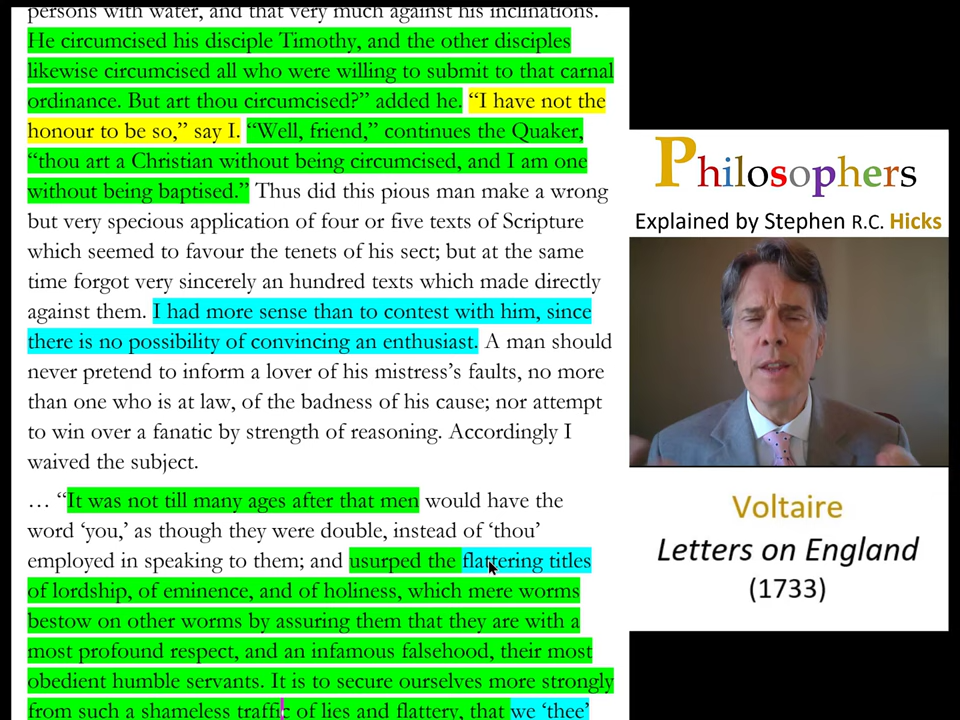 persons with water, and that very much against his inclinations.
He circumcised his disciple Timothy, and the other disciples
likewise circumcised all who were willing to submit to that carnal
ordinance. But art thou circumcised?” added he. “I have not the
honour to be so,” say I. “Well, friend,” continues the Quaker,
“thou art a Christian without being circumcised, and I am one
without being baptised.” Thus did this pious man make a wrong
but very specious application of four or five texts of Scripture
which seemed to favour the tenets of his sect; but at the same
time forgot very sincerely an hundred texts which made directly
against them. I had more sense than to contest with him, since
there is no possibility of convincing an enthusiast. A man should
never pretend to inform a lover of his mistress’s faults, no more
than one who is at law, of the badness of his cause; nor attempt
to win over a fanatic by strength of reasoning. Accordingly I
waived the subject.
… “It was not till many ages after that men would have the
word ‘you,’ as though they were double, instead of ‘thou’
employed in speaking to them; and usurped the flattering titles
of lordship, of eminence, and of holiness, which mere worms
bestow on other worms by assuring them that they are with a
most profound respect, and an infamous falsehood, their most
obedient humble servants. It is to secure ourselves more strongly
from such a shameless traffic of lies and flattery, that we ‘thee’
Philosophers
Explained by Stephen R.C. Hicks
Voltaire
Letters on England
(1733)